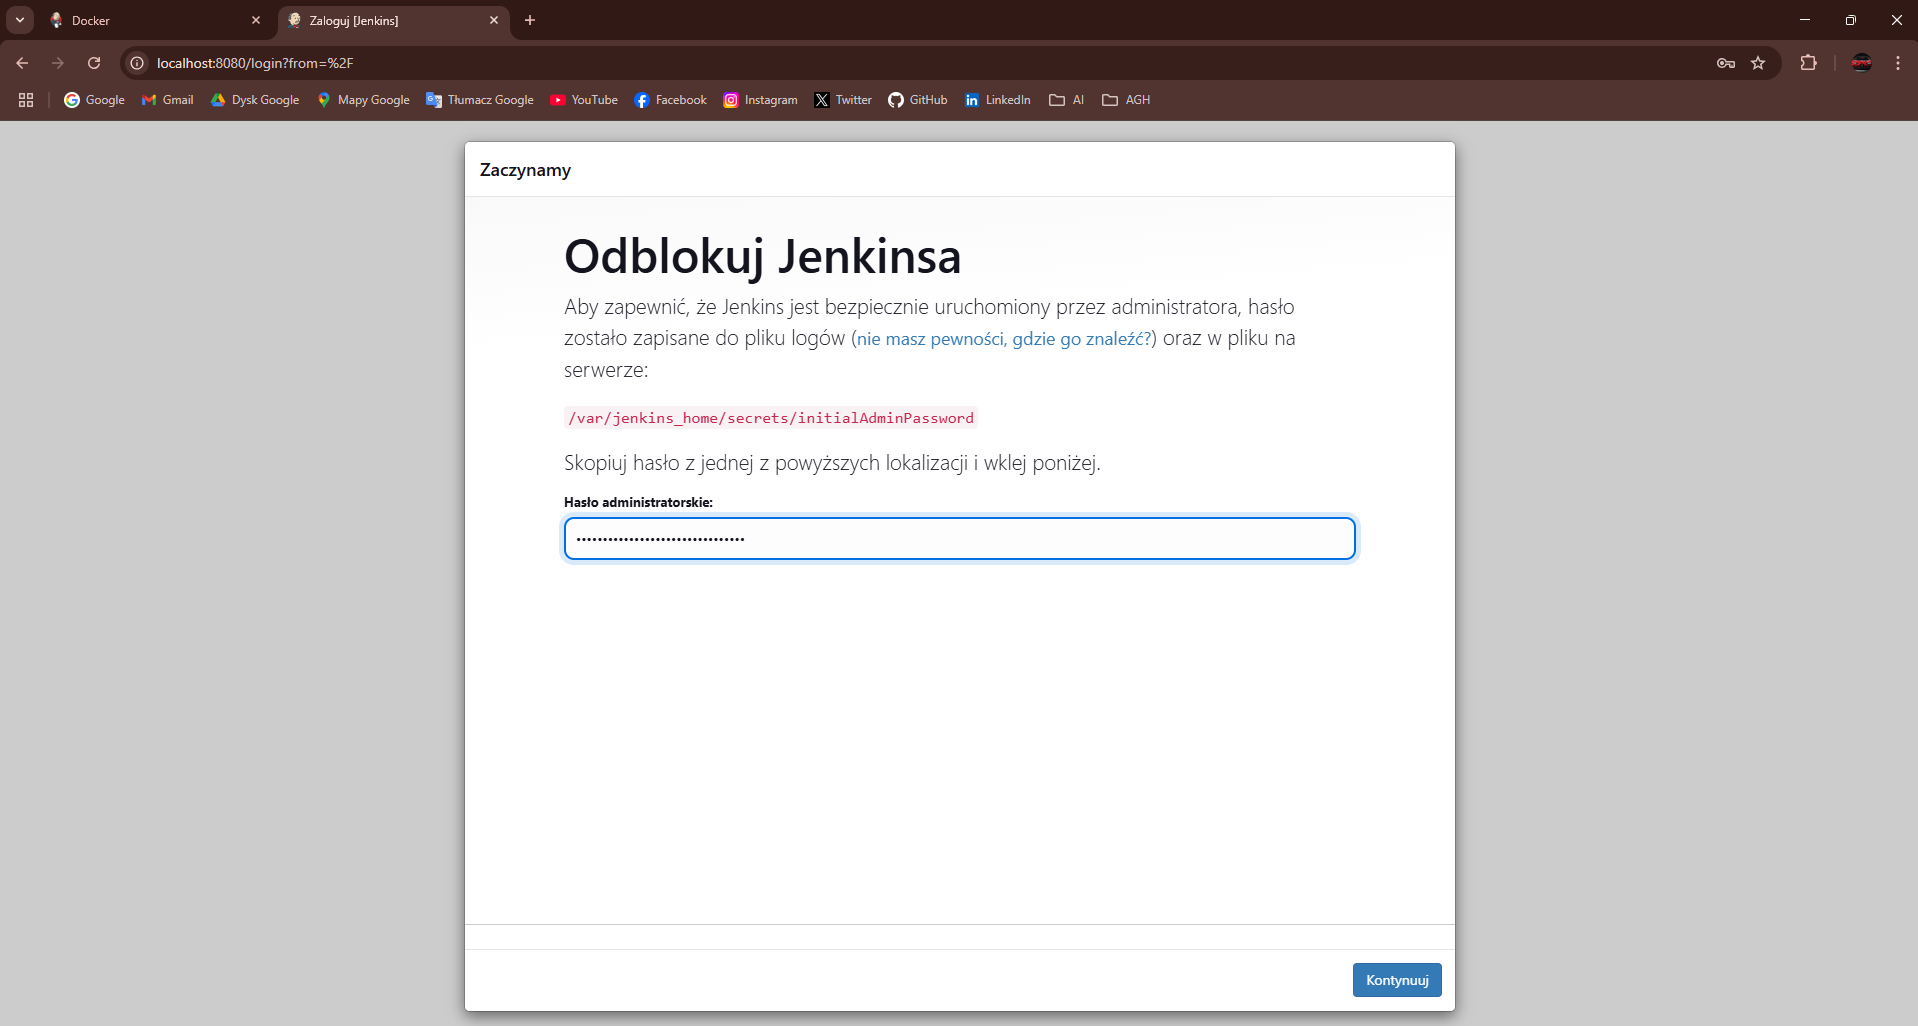 Docker
Zaloguj [Jenkins]
localhost:8080/login?from=%2F
Google
Gmail
Dysk Google
Mapy Google
Tłumacz Google
YouTube
Facebook
Instagram
Twitter
GitHub
LinkedIn
AI
AGH
Zaczynamy
Odblokuj Jenkinsa
Aby zapewnić, że Jenkins jest bezpiecznie uruchomiony przez administratora, hasło
zostało zapisane do pliku logów (nie masz pewności, gdzie go znaleźć?) oraz w pliku na
serwerze:
/var/jenkins_home/secrets/initialAdminPassword
Skopiuj hasło z jednej z powyższych lokalizacji i wklej poniżej.
Hasło administratorskie:
••••••••••••••••••••••••••••••••
Kontynuuj